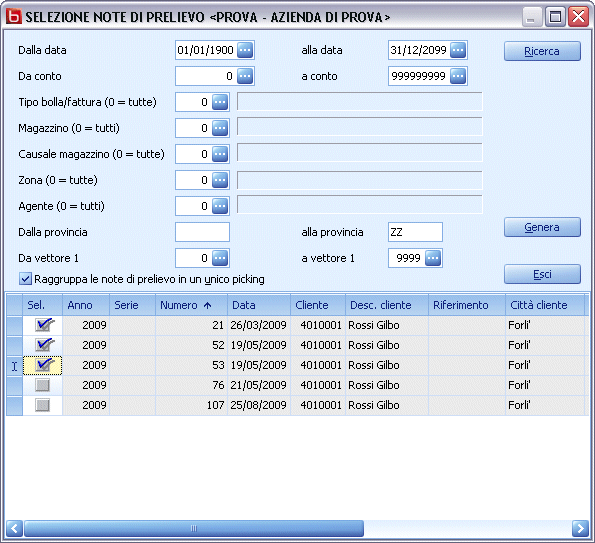 SELEZIONE NOTE DI PRELIEVO <PROVA - AZIENDA DI PROVA>
Dalla data 01/01/1900 ... alla data 31/12/2099 ... Ricerca
Da conto 0 ... a conto 999999999 ...
Tipo bolla/fattura (0 = tutte) 0 ...
Magazzino (0 = tutti) 0 ...
Causale magazzino (0 = tutte) 0 ...
Zona (0 = tutte) 0 ...
Agente (0 = tutti) 0 ...
Dalla provincia alla provincia ZZ Genera
Da vettore 1 0 ... a vettore 1 9999 ...
Raggruppa le note di prelievo in un unico picking Esci
Sel. Anno Serie Numero Data Cliente Desc. cliente Riferimento Città cliente
2009 21 26/03/2009 4010001 Rossi Gilbo Forli'
2009 52 19/05/2009 4010001 Rossi Gilbo Forli'
2009 53 19/05/2009 4010001 Rossi Gilbo Forli'
2009 76 21/05/2009 4010001 Rossi Gilbo Forli'
2009 107 25/08/2009 4010001 Rossi Gilbo Forli'